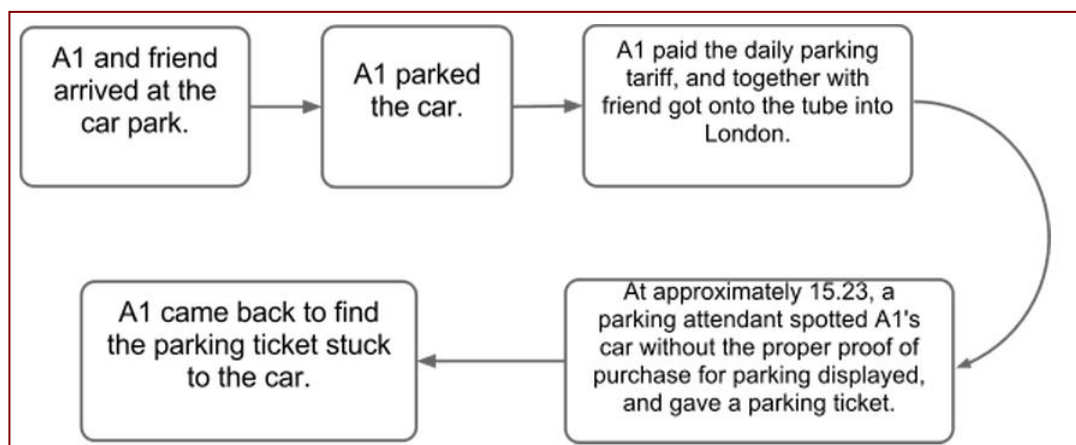 A1 and friend
arrived at the
car park.
A1 parked
the car.
A1 paid the daily parking
tariff, and together with
friend got onto the tube into
London.
At approximately 15.23, a
parking attendant spotted A1's
car without the proper proof of
purchase for parking displayed,
and gave a parking ticket.
A1 came back to find
the parking ticket stuck
to the car.